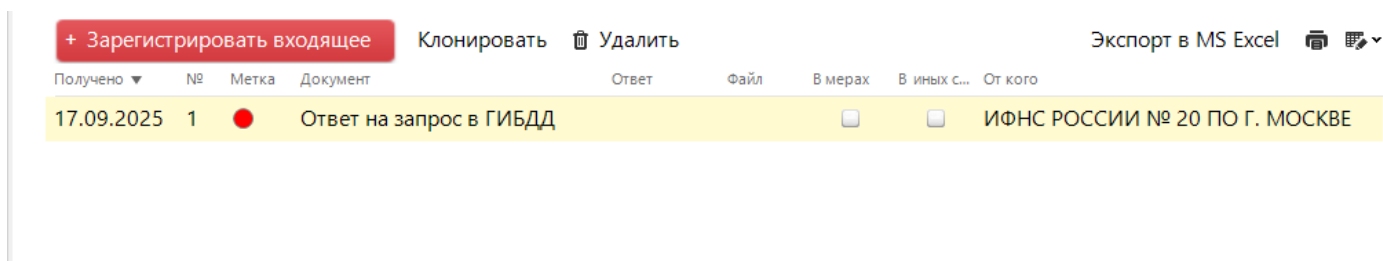 + Зарегистрировать входящее Клонировать Удалить Экспорт в MS Excel
Получено ▼ № Метка Документ Ответ Файл В мерах В иных с... От кого
17.09.2025 1 Ответ на запрос в ГИБДД ИФНС РОССИИ № 20 ПО Г. МОСКВЕ